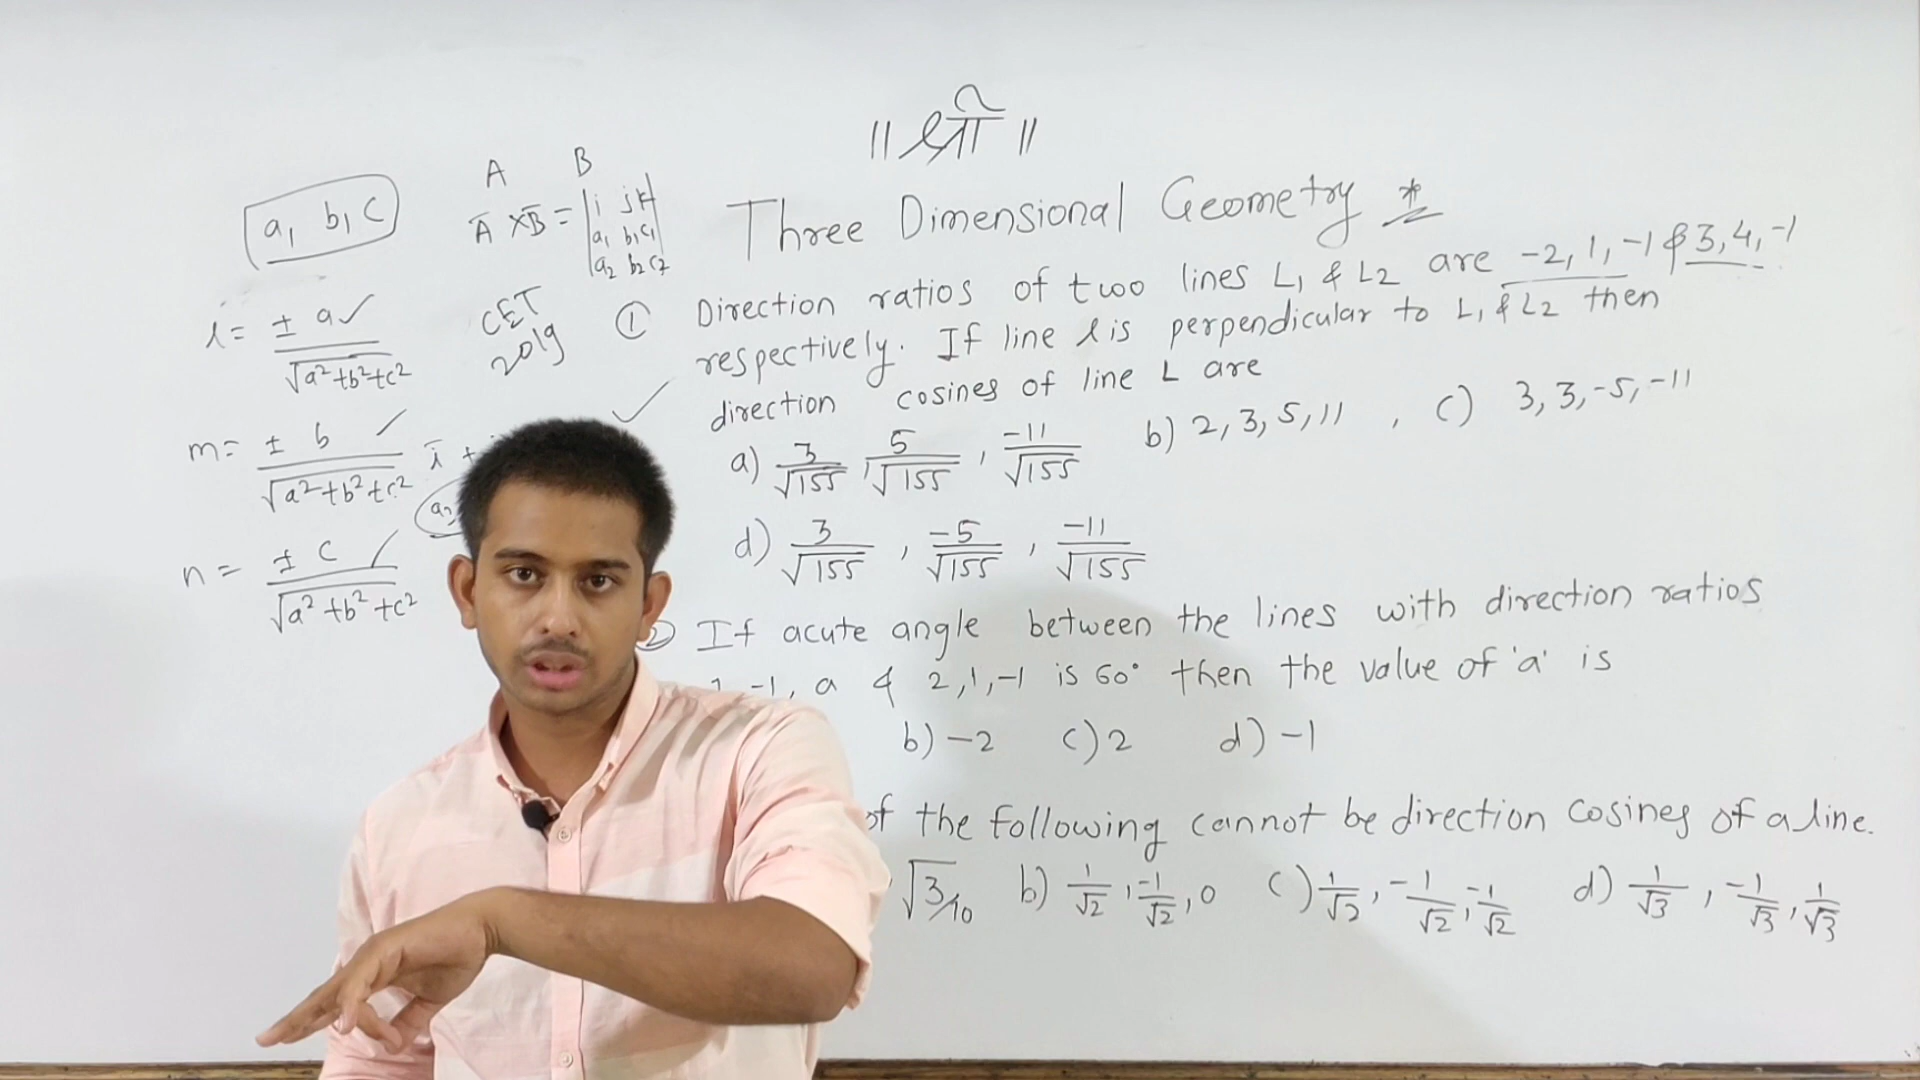 ॥ श्री ॥
Three Dimensional Geometry *
a, b, c
A B
A̅ × B̅ = | i j k |
| a₁ b₁ c₁ |
| a₂ b₂ c₂ |
l = ± a ✓ / √a²+b²+c²
m = ± b ✓ / √a²+b²+c²
n = ± c ✓ / √a²+b²+c²
CET
2019
① Direction ratios of two lines L₁ & L2 are -2, 1, -1 & 3, 4, -1
respectively. If line l is perpendicular to L₁ & L2 then
direction cosines of line L are
a) 3/√155, 5/√155, -11/√155 b) 2, 3, 5, 11, c) 3, 3, -5, -11
d) 3/√155, -5/√155, -11/√155
② If acute angle between the lines with direction ratios
-1, a & 2, 1, -1 is 60° then the value of 'a' is
b) -2 c) 2 d) -1
of the following cannot be direction cosines of a line.
√3/10 b) 1/√2, -1/√2, 0 c) 1/√2, -1/√2, -1/√2 d) 1/√3, -1/√3, 1/√3